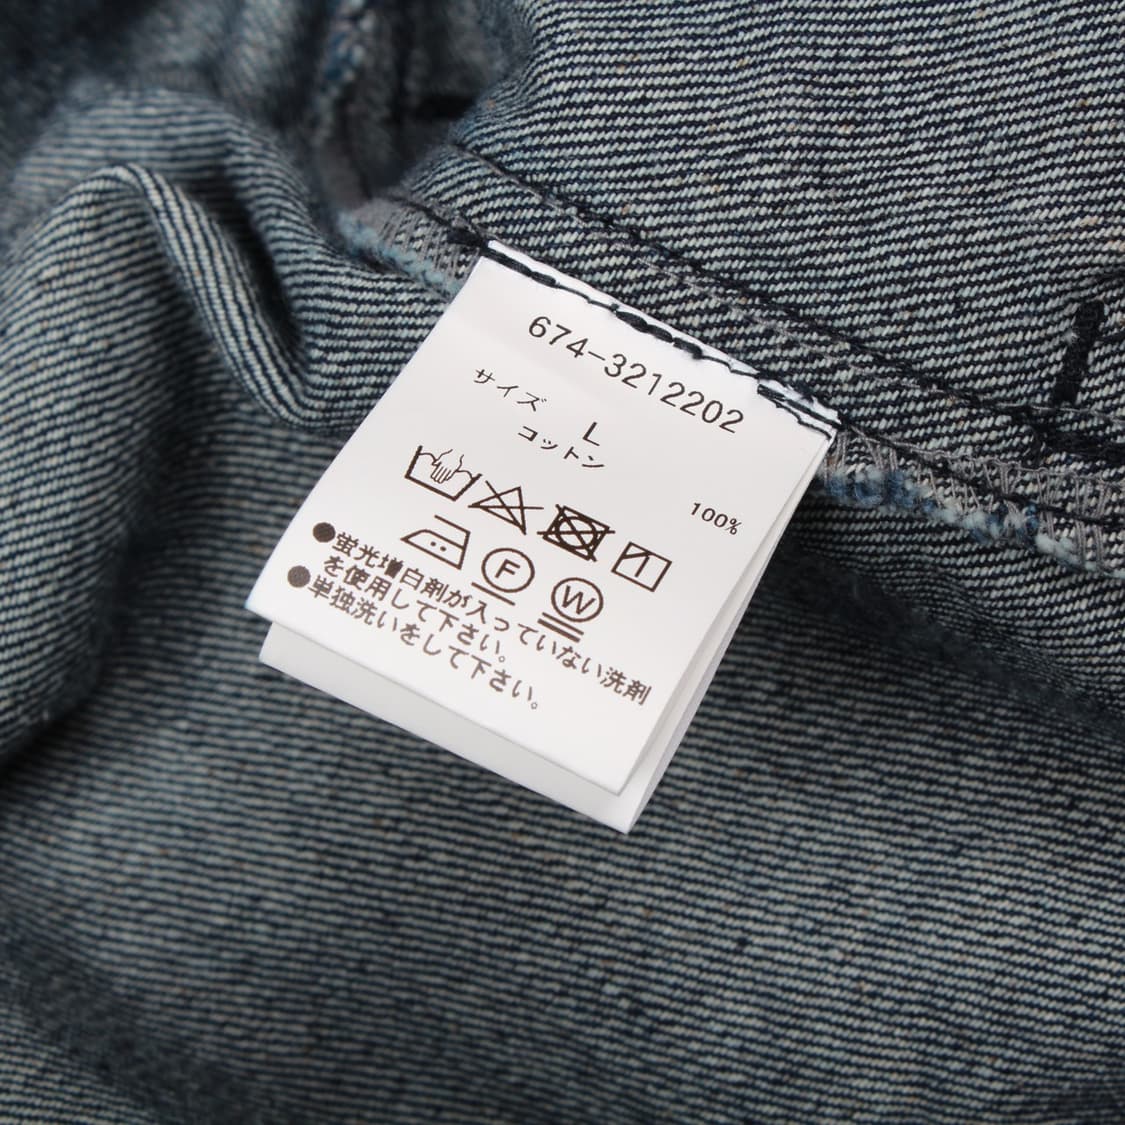 674-3212202
サイズ L
コットン 100%
F W
●蛍光増白剤が入っていない洗剤
を使用して下さい。
●単独洗いをして下さい。